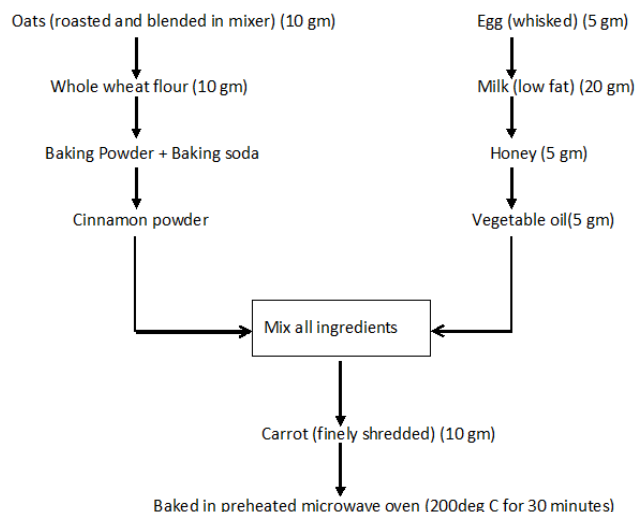 Oats (roasted and blended in mixer) (10 gm)
Whole wheat flour (10 gm)
Baking Powder + Baking soda
Cinnamon powder
Egg (whisked) (5 gm)
Milk (low fat) (20 gm)
Honey (5 gm)
Vegetable oil(5 gm)
Mix all ingredients
Carrot (finely shredded) (10 gm)
Baked in preheated microwave oven (200deg C for 30 minutes)